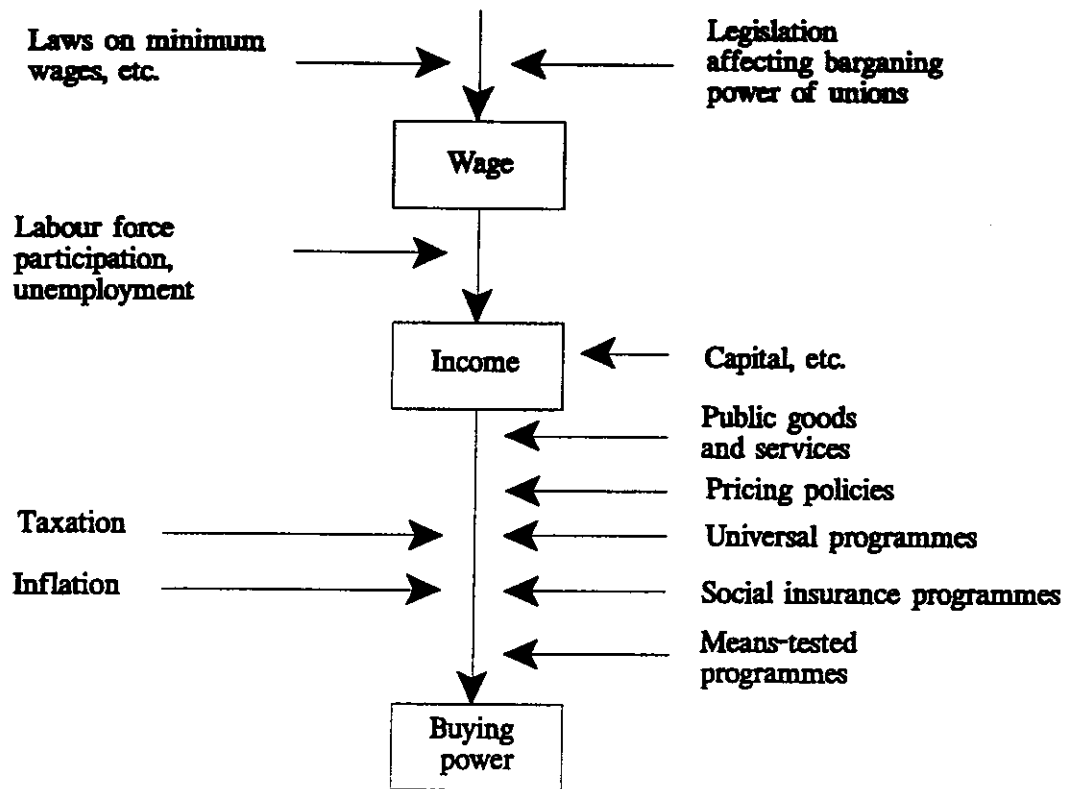 Laws on minimum
wages, etc.
Legislation
affecting barganing
power of unions
Wage
Labour force
participation,
unemployment
Income
Capital, etc.
Public goods
and services
Pricing policies
Taxation
Universal programmes
Inflation
Social insurance programmes
Means-tested
programmes
Buying
power